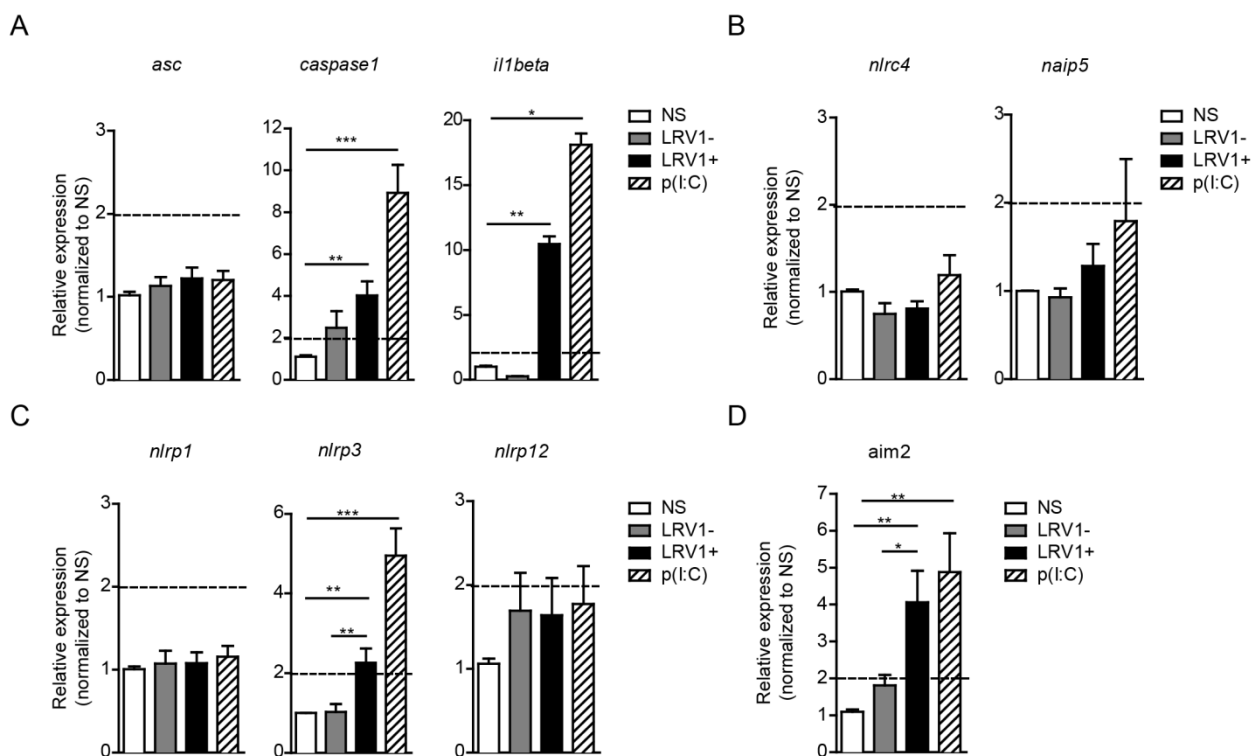 A
asc
Relative expression
(normalized to NS)
3
2
1
0
caspase1
12
10
8
6
4
2
0
***
**
il1beta
20
15
10
5
0
*
**
NS
LRV1-
LRV1+
p(I:C)
B
nlrc4
Relative expression
(normalized to NS)
3
2
1
0
naip5
3
2
1
0
NS
LRV1-
LRV1+
p(I:C)
C
nlrp1
Relative expression
(normalized to NS)
3
2
1
0
nlrp3
6
4
2
0
***
**
**
nlrp12
3
2
1
0
NS
LRV1-
LRV1+
p(I:C)
D
aim2
Relative expression
(normalized to NS)
7
6
5
4
3
2
1
0
**
**
*
NS
LRV1-
LRV1+
p(I:C)